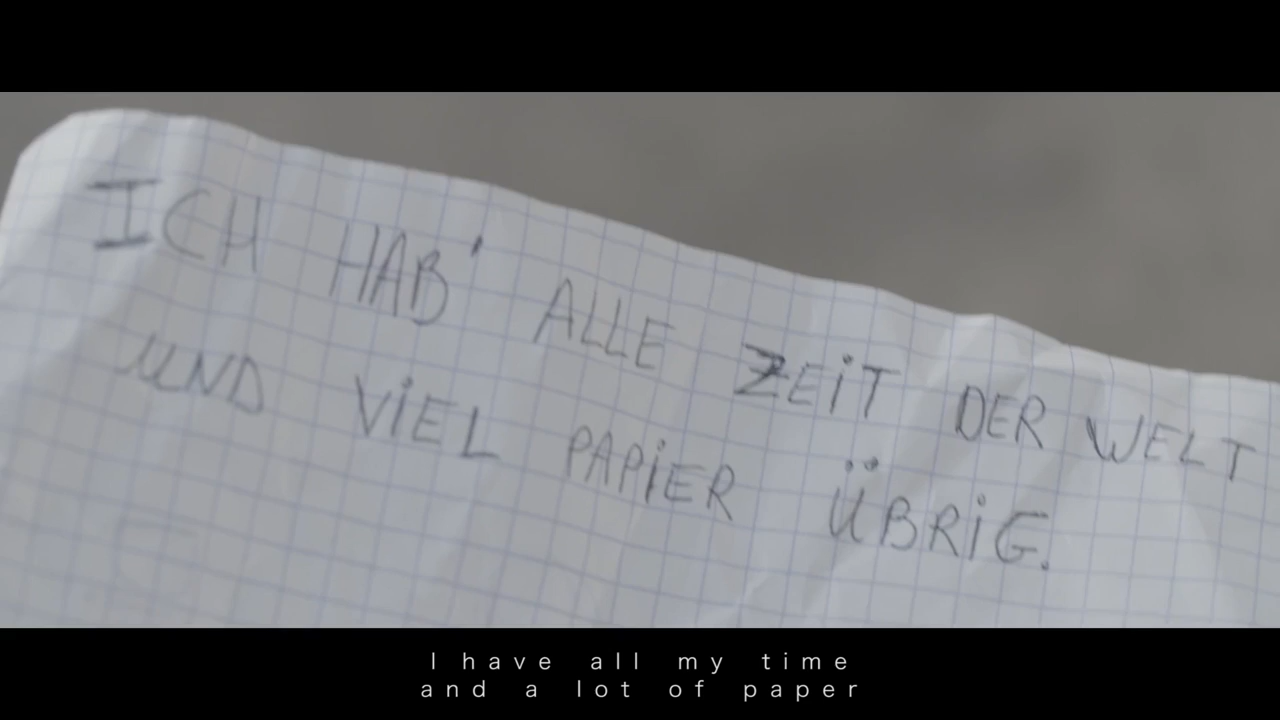 ICH HAB' ALLE ZEiT DER WELT
UND ViEL PAPiER ÜBRiG.
I have all my time
and a lot of paper